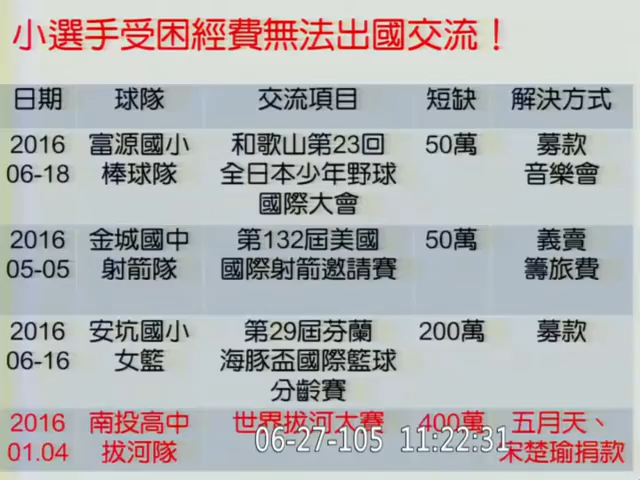 小選手受困經費無法出國交流！
日期 球隊 交流項目 短缺 解決方式
2016 富源國小 和歌山第23回 50萬 募款
06-18 棒球隊 全日本少年野球 音樂會
國際大會
2016 金城國中 第132屆美國 50萬 義賣
05-05 射箭隊 國際射箭邀請賽 籌旅費
2016 安坑國小 第29屆芬蘭 200萬 募款
06-16 女籃 海豚盃國際籃球
分齡賽
2016 南投高中 世界拔河大賽 400萬 五月天、
01.04 拔河隊 宋楚瑜捐款
06-27-105 11:22:31